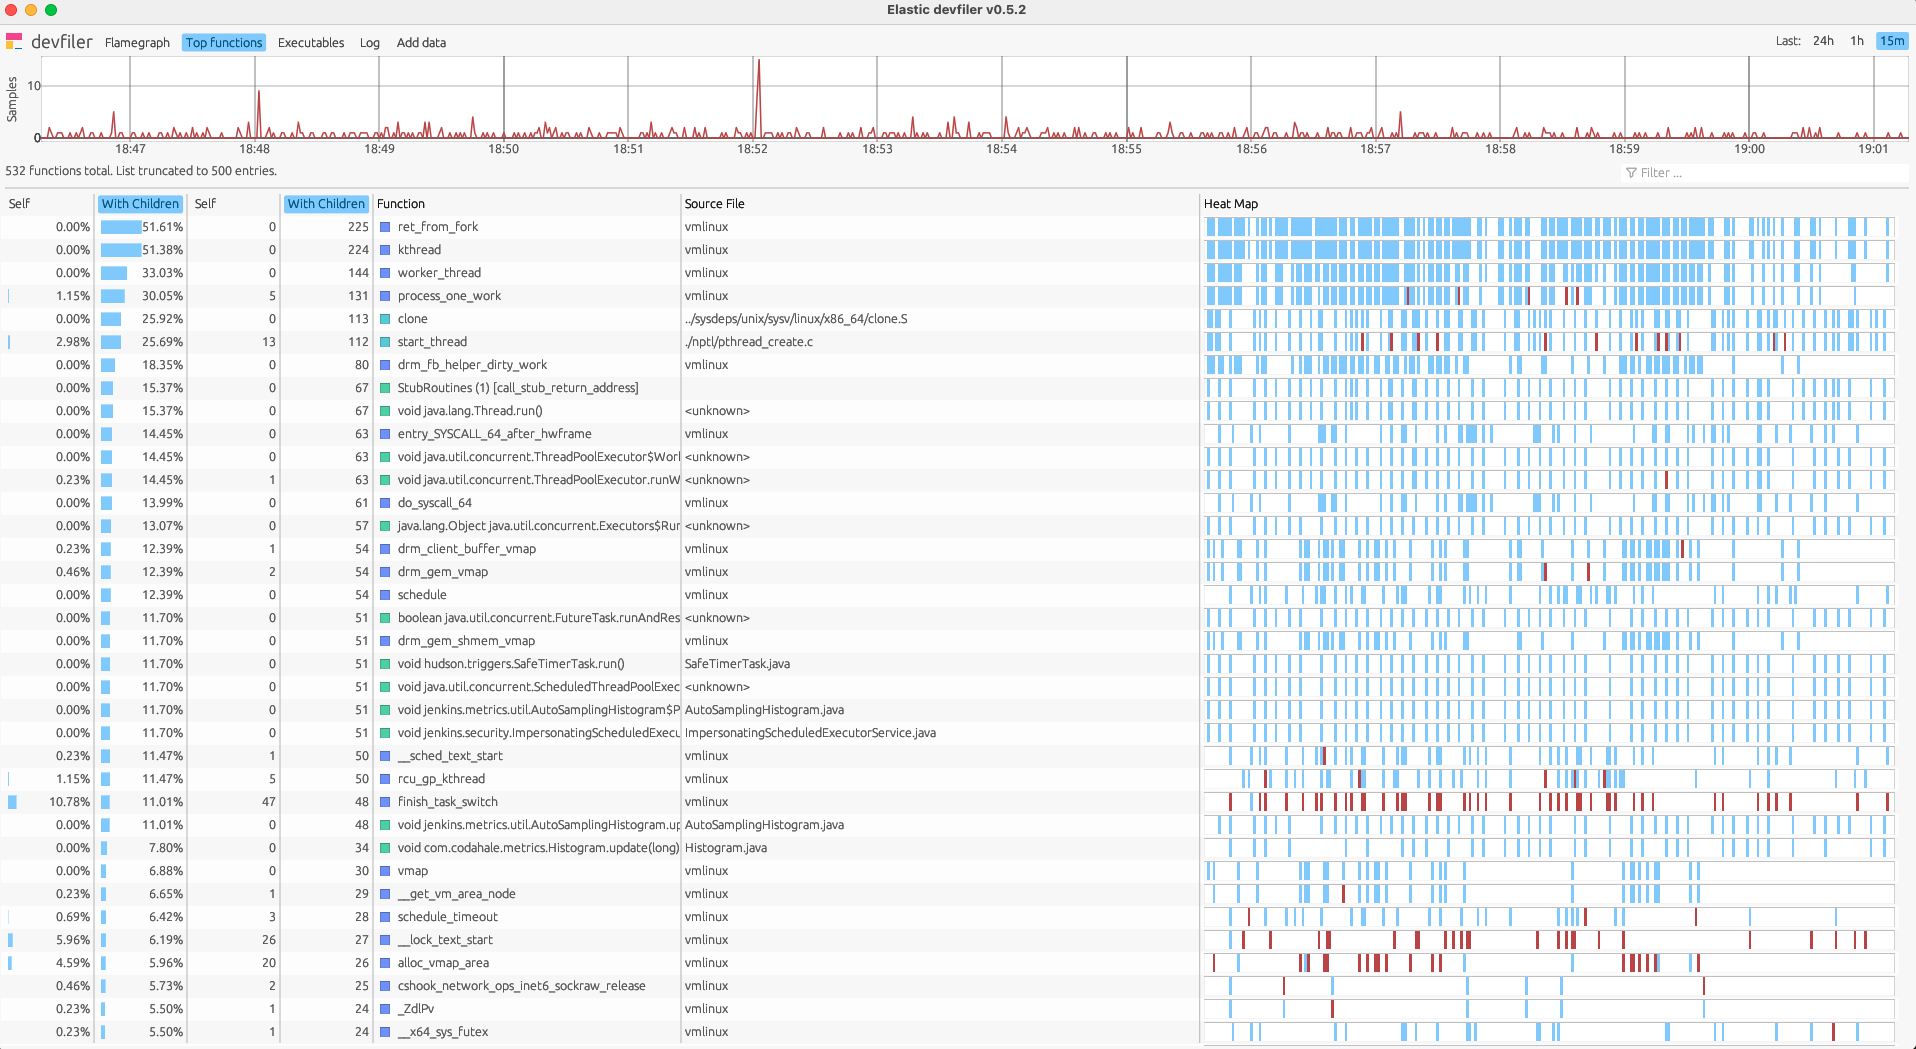 Elastic devfiler v0.5.2
devfiler Flamegraph Top functions Executables Log Add data Last: 24h 1h 15m
Samples
10
0
18:47 18:48 18:49 18:50 18:51 18:52 18:53 18:54 18:55 18:56 18:57 18:58 18:59 19:00 19:01
532 functions total. List truncated to 500 entries. Filter ...
Self With Children Self With Children Function Source File Heat Map
0.00% 51.61% 0 225 ret_from_fork vmlinux
0.00% 51.38% 0 224 kthread vmlinux
0.00% 33.03% 0 144 worker_thread vmlinux
1.15% 30.05% 5 131 process_one_work vmlinux
0.00% 25.92% 0 113 clone ../sysdeps/unix/sysv/linux/x86_64/clone.S
2.98% 25.69% 13 112 start_thread ./nptl/pthread_create.c
0.00% 18.35% 0 80 drm_fb_helper_dirty_work vmlinux
0.00% 15.37% 0 67 StubRoutines (1) [call_stub_return_address]
0.00% 15.37% 0 67 void java.lang.Thread.run() <unknown>
0.00% 14.45% 0 63 entry_SYSCALL_64_after_hwframe vmlinux
0.00% 14.45% 0 63 void java.util.concurrent.ThreadPoolExecutor$Worl <unknown>
0.23% 14.45% 1 63 void java.util.concurrent.ThreadPoolExecutor.runW <unknown>
0.00% 13.99% 0 61 do_syscall_64 vmlinux
0.00% 13.07% 0 57 java.lang.Object java.util.concurrent.Executors$Rur <unknown>
0.23% 12.39% 1 54 drm_client_buffer_vmap vmlinux
0.46% 12.39% 2 54 drm_gem_vmap vmlinux
0.00% 12.39% 0 54 schedule vmlinux
0.00% 11.70% 0 51 boolean java.util.concurrent.FutureTask.runAndRes <unknown>
0.00% 11.70% 0 51 drm_gem_shmem_vmap vmlinux
0.00% 11.70% 0 51 void hudson.triggers.SafeTimerTask.run() SafeTimerTask.java
0.00% 11.70% 0 51 void java.util.concurrent.ScheduledThreadPoolExec <unknown>
0.00% 11.70% 0 51 void jenkins.metrics.util.AutoSamplingHistogram$P AutoSamplingHistogram.java
0.00% 11.70% 0 51 void jenkins.security.ImpersonatingScheduledExecu ImpersonatingScheduledExecutorService.java
0.23% 11.47% 1 50 __sched_text_start vmlinux
1.15% 11.47% 5 50 rcu_gp_kthread vmlinux
10.78% 11.01% 47 48 finish_task_switch vmlinux
0.00% 11.01% 0 48 void jenkins.metrics.util.AutoSamplingHistogram.up AutoSamplingHistogram.java
0.00% 7.80% 0 34 void com.codahale.metrics.Histogram.update(long) Histogram.java
0.00% 6.88% 0 30 vmap vmlinux
0.23% 6.65% 1 29 __get_vm_area_node vmlinux
0.69% 6.42% 3 28 schedule_timeout vmlinux
5.96% 6.19% 26 27 __lock_text_start vmlinux
4.59% 5.96% 20 26 alloc_vmap_area vmlinux
0.46% 5.73% 2 25 cshook_network_ops_inet6_sockraw_release vmlinux
0.23% 5.50% 1 24 _ZdlPv vmlinux
0.23% 5.50% 1 24 __x64_sys_futex vmlinux